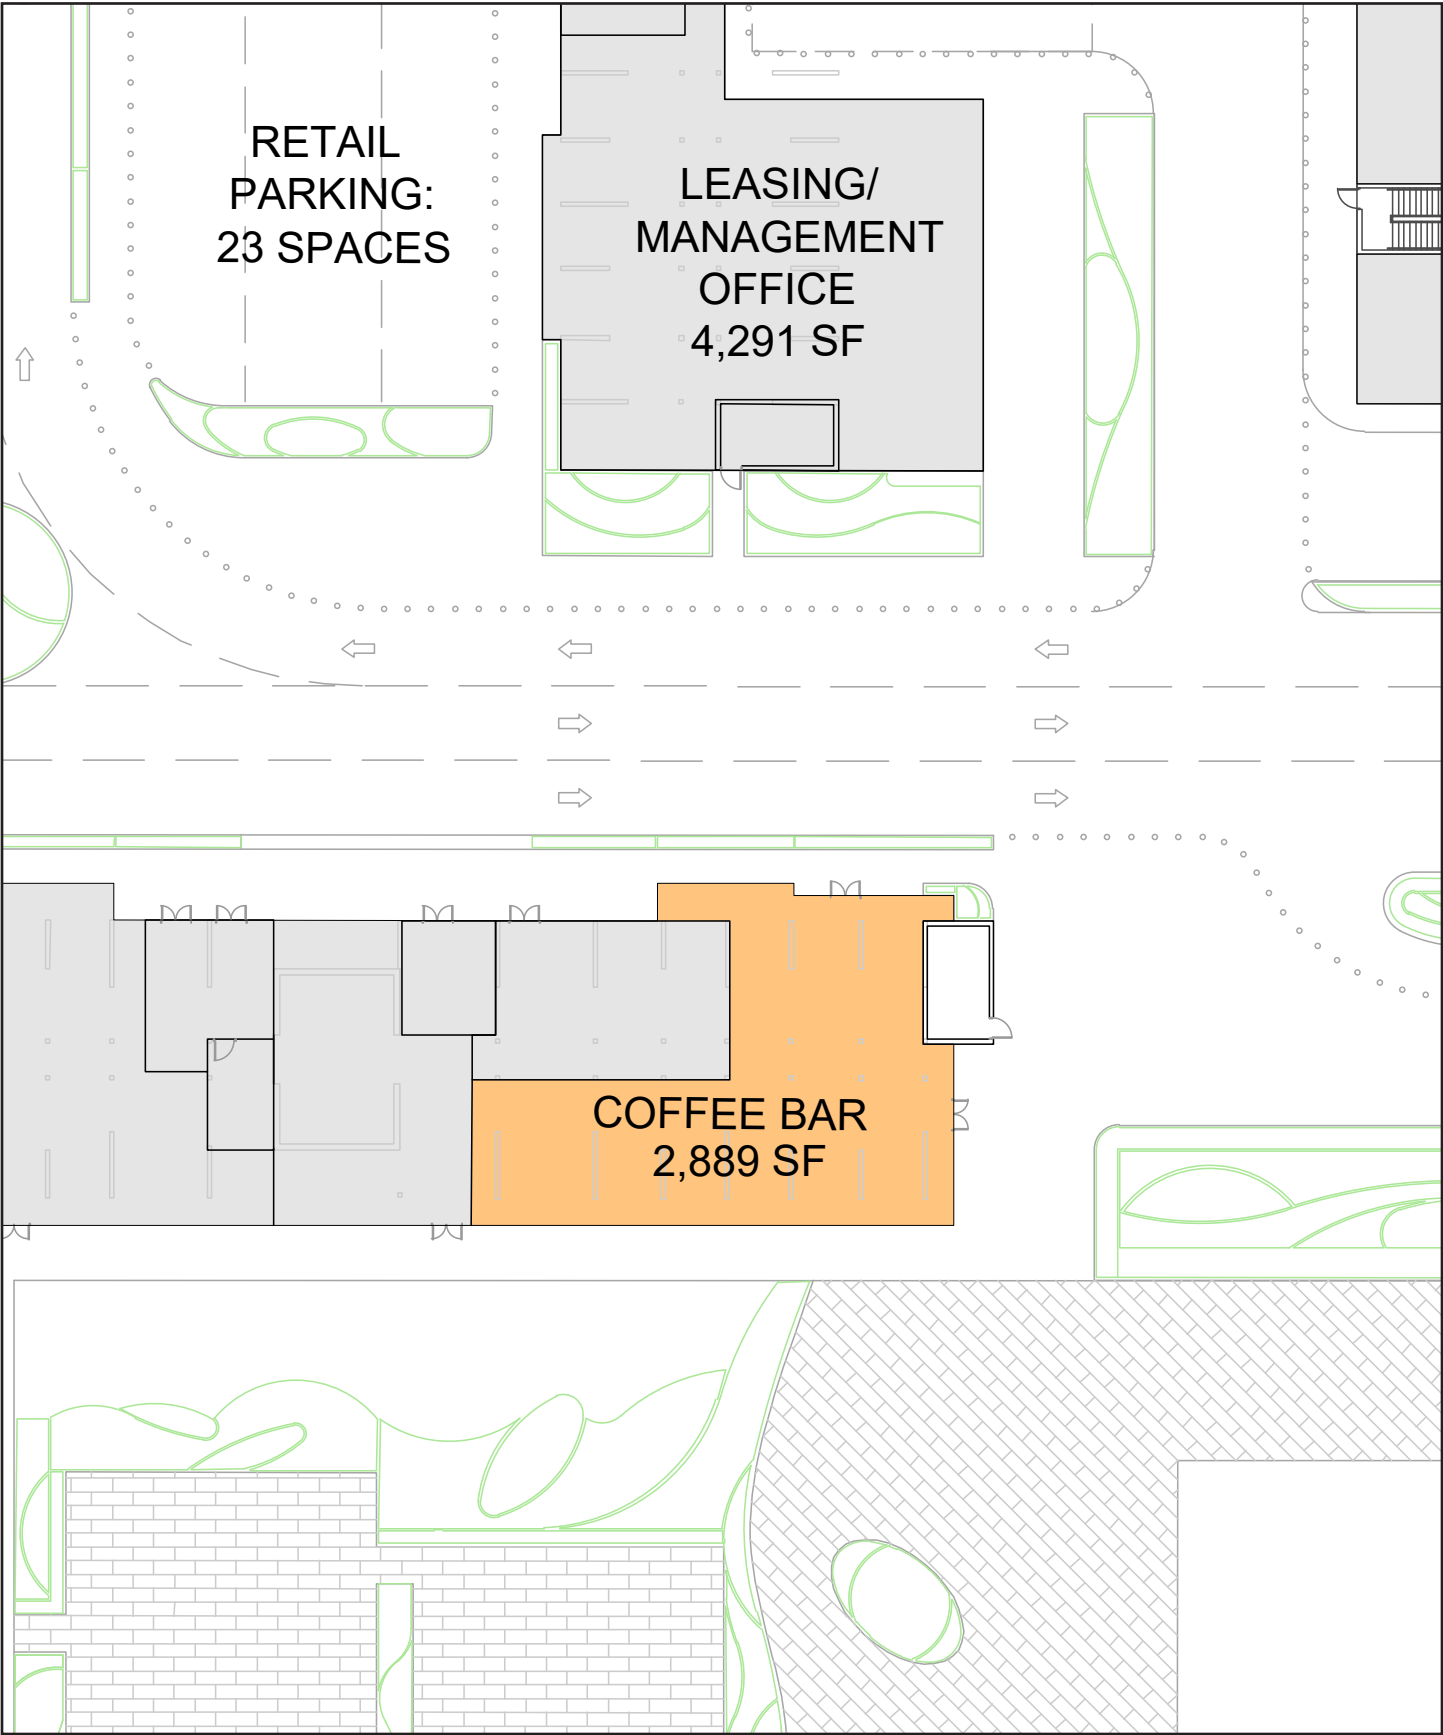 RETAIL
PARKING:
23 SPACES
LEASING/
MANAGEMENT
OFFICE
4,291 SF
COFFEE BAR
2,889 SF